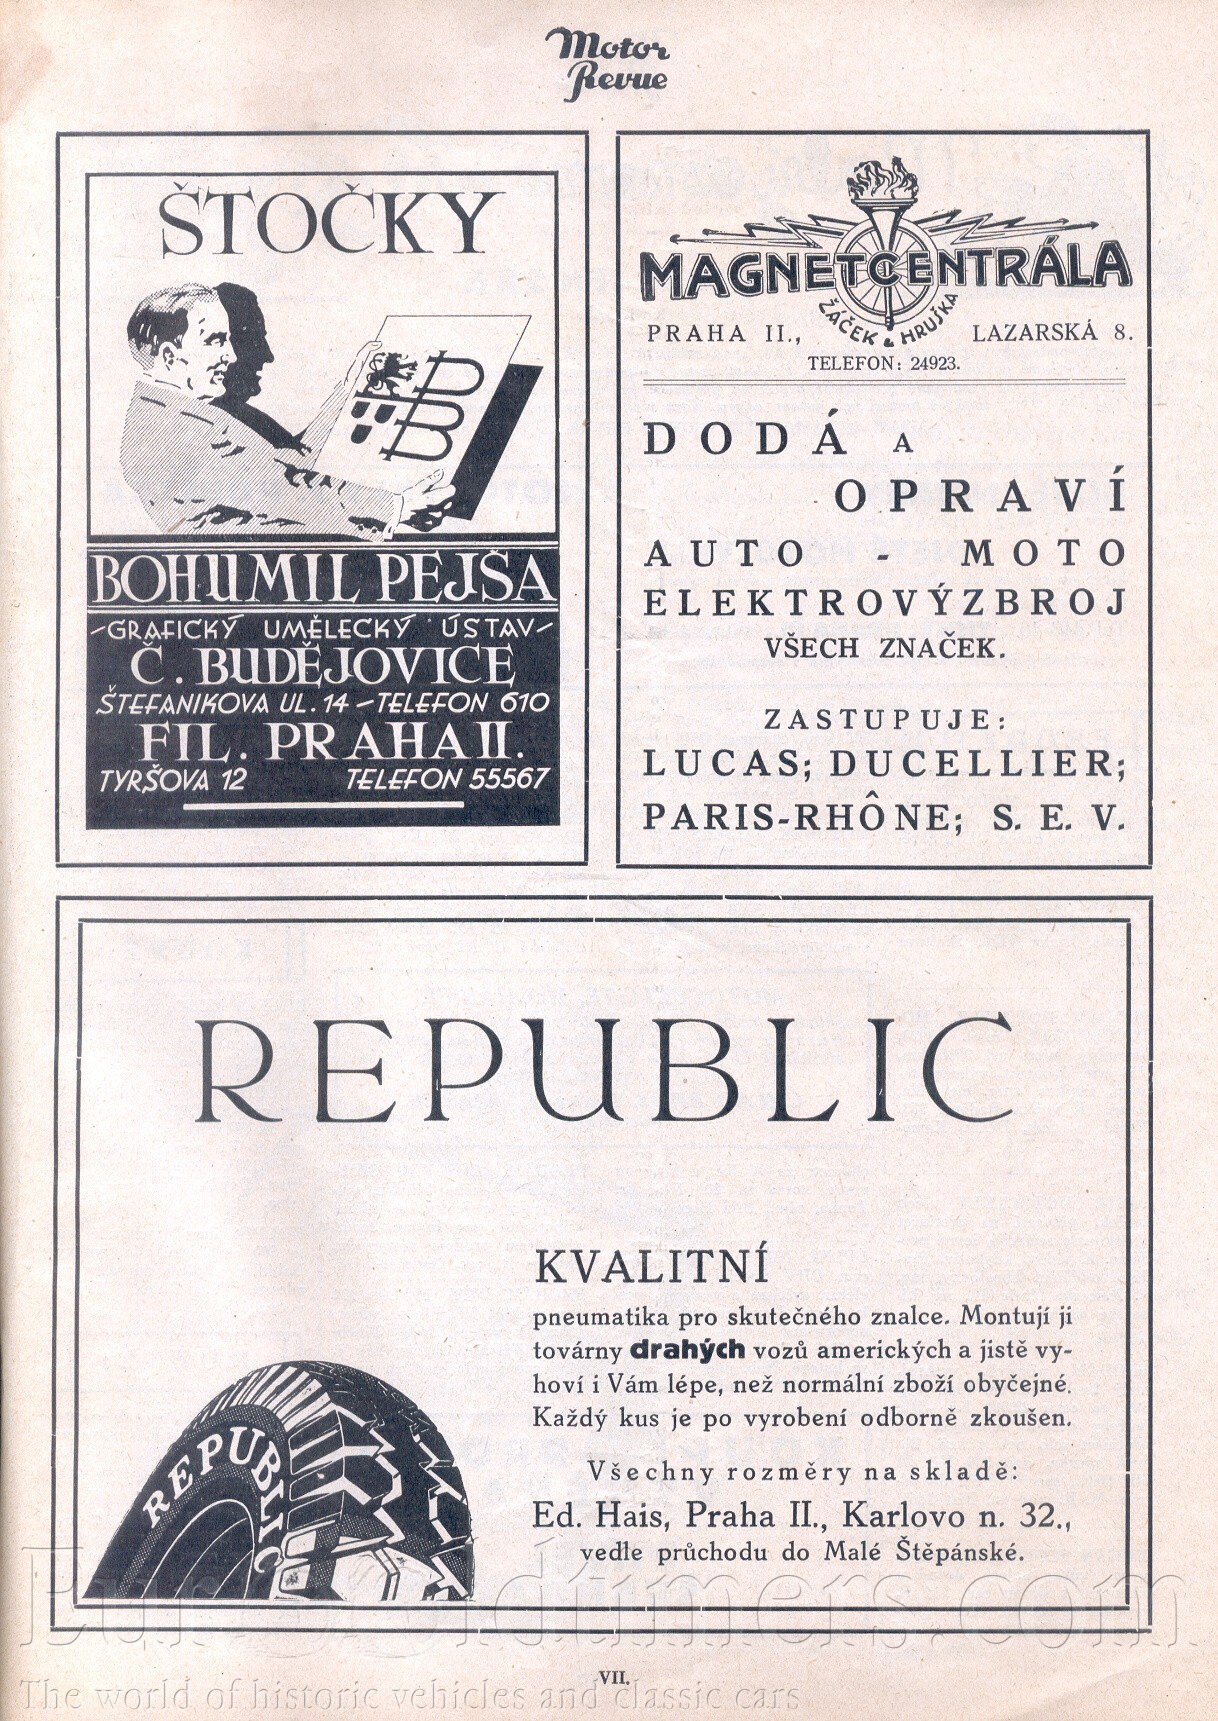 Motor
Revue
ŠTOČKY
BOHUMIL PEJŠA
-GRAFICKÝ UMĚLECKÝ ÚSTAV-
Č. BUDĚJOVICE
ŠTEFANIKOVA UL. 14 - TELEFON 610
FIL. PRAHA II.
TYRŠOVA 12 TELEFON 55567
MAGNETCENTRÁLA
ŽÁČEK & HRUŠKA
PRAHA II., LAZARSKÁ 8.
TELEFON: 24923.
DODÁ A
OPRAVÍ
AUTO - MOTO
ELEKTROVÝZBROJ
VŠECH ZNAČEK.
ZASTUPUJE:
LUCAS; DUCELLIER;
PARIS-RHÔNE; S. E. V.
REPUBLIC
KVALITNÍ
pneumatika pro skutečného znalce. Montují ji
továrny drahých vozů amerických a jistě vy-
hoví i Vám lépe, než normální zboží obyčejné.
Každý kus je po vyrobení odborně zkoušen.
Všechny rozměry na skladě:
Ed. Hais, Praha II., Karlovo n. 32.,
vedle průchodu do Malé Štěpánské.
REPUBLIC
EuroOldtimers.com
VII.
The world of historic vehicles and classic cars